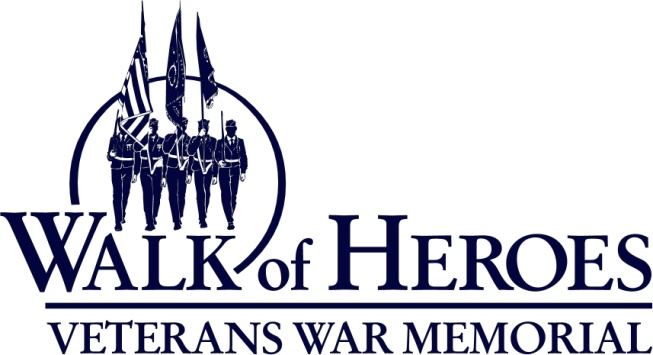 WALK of HEROES
VETERANS WAR MEMORIAL